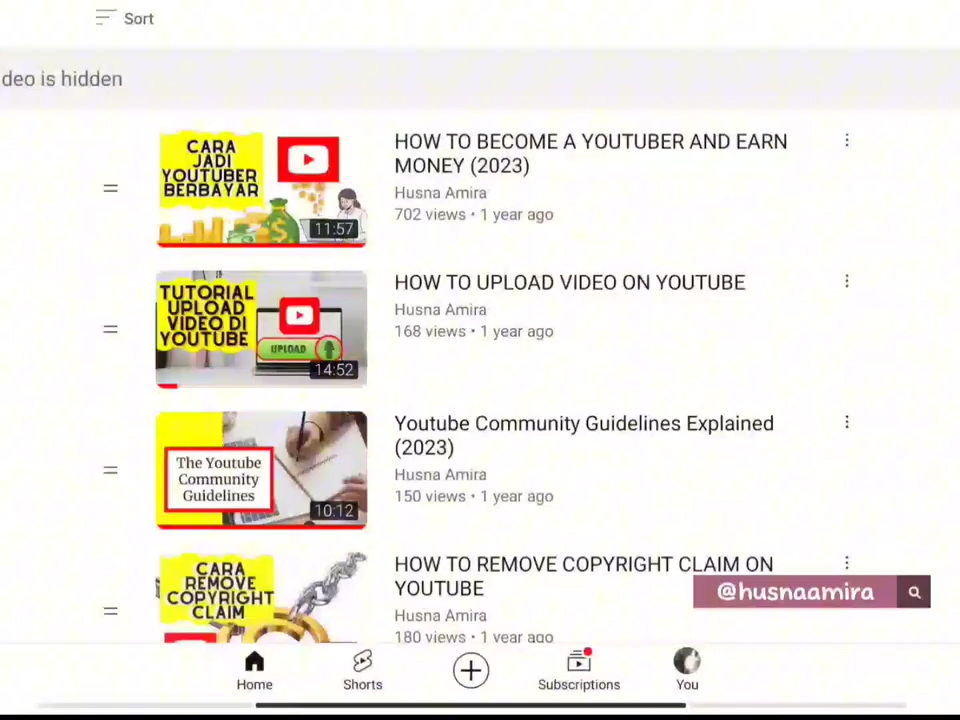 Sort
deo is hidden
CARA
JADI
YOUTUBER
BERBAYAR
11:57
HOW TO BECOME A YOUTUBER AND EARN
MONEY (2023)
Husna Amira
702 views • 1 year ago
TUTORIAL
UPLOAD
VIDEO DI
YOUTUBE
UPLOAD
14:52
HOW TO UPLOAD VIDEO ON YOUTUBE
Husna Amira
168 views • 1 year ago
The Youtube
Community
Guidelines
10:12
Youtube Community Guidelines Explained
(2023)
Husna Amira
150 views • 1 year ago
CARA
REMOVE
COPYRIGHT
CLAIM
HOW TO REMOVE COPYRIGHT CLAIM ON
YOUTUBE
Husna Amira
180 views • 1 year ago
@husnaamira
Home
Shorts
Subscriptions
You